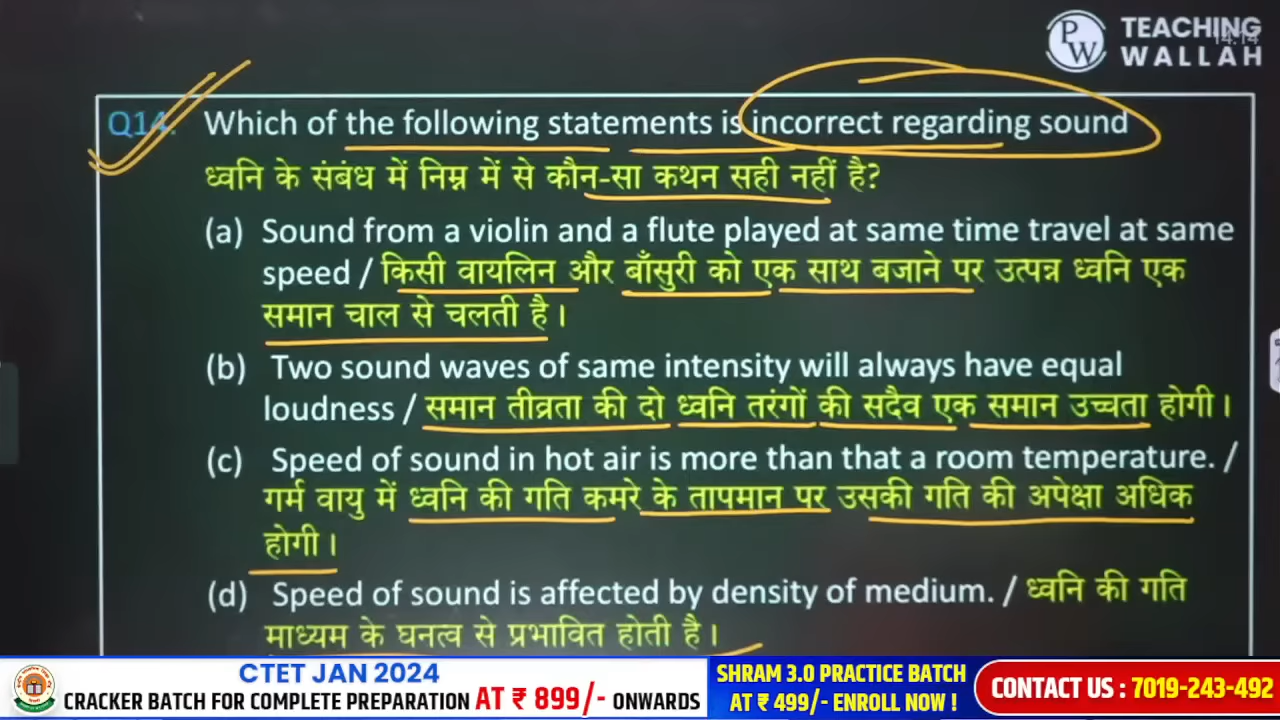 PW TEACHING
14:14
WALLAH
Q14. Which of the following statements is incorrect regarding sound
ध्वनि के संबंध में निम्न में से कौन-सा कथन सही नहीं है?
(a) Sound from a violin and a flute played at same time travel at same
speed / किसी वायलिन और बाँसुरी को एक साथ बजाने पर उत्पन्न ध्वनि एक
समान चाल से चलती है।
(b) Two sound waves of same intensity will always have equal
loudness / समान तीव्रता की दो ध्वनि तरंगों की सदैव एक समान उच्चता होगी।
(c) Speed of sound in hot air is more than that a room temperature. /
गर्म वायु में ध्वनि की गति कमरे के तापमान पर उसकी गति की अपेक्षा अधिक
होगी।
(d) Speed of sound is affected by density of medium. / ध्वनि की गति
माध्यम के घनत्व से प्रभावित होती है।
CTET JAN 2024
CRACKER BATCH FOR COMPLETE PREPARATION AT ₹ 899/- ONWARDS
SHRAM 3.0 PRACTICE BATCH
AT ₹ 499/- ENROLL NOW !
CONTACT US : 7019-243-492